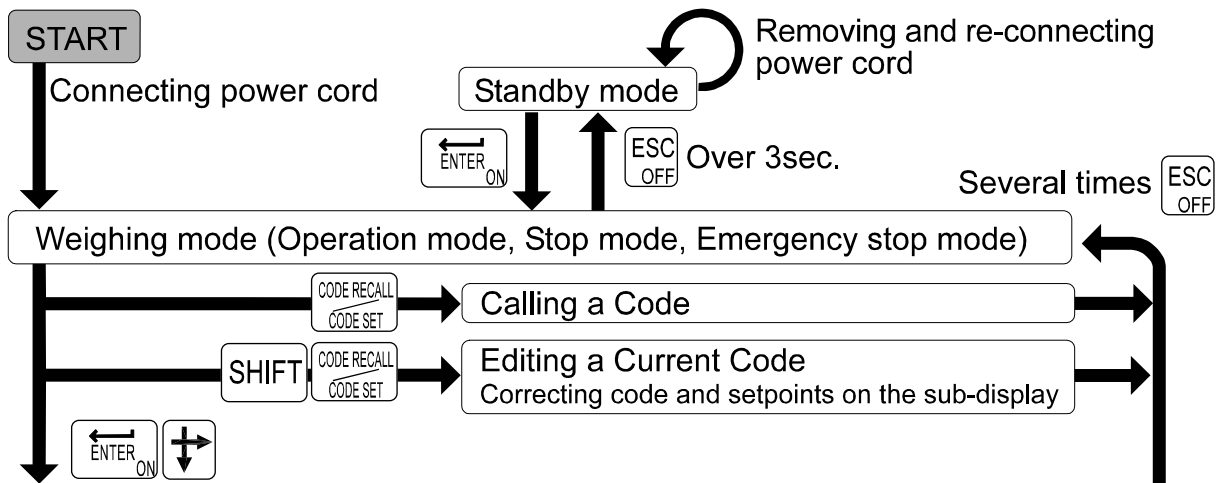 START
Connecting power cord
Standby mode
Removing and re-connecting
power cord
ENTER
ON
ESC
OFF
Over 3sec.
Several times
ESC
OFF
Weighing mode (Operation mode, Stop mode, Emergency stop mode)
CODE RECALL
CODE SET
Calling a Code
SHIFT
CODE RECALL
CODE SET
Editing a Current Code
Correcting code and setpoints on the sub-display
ENTER
ON